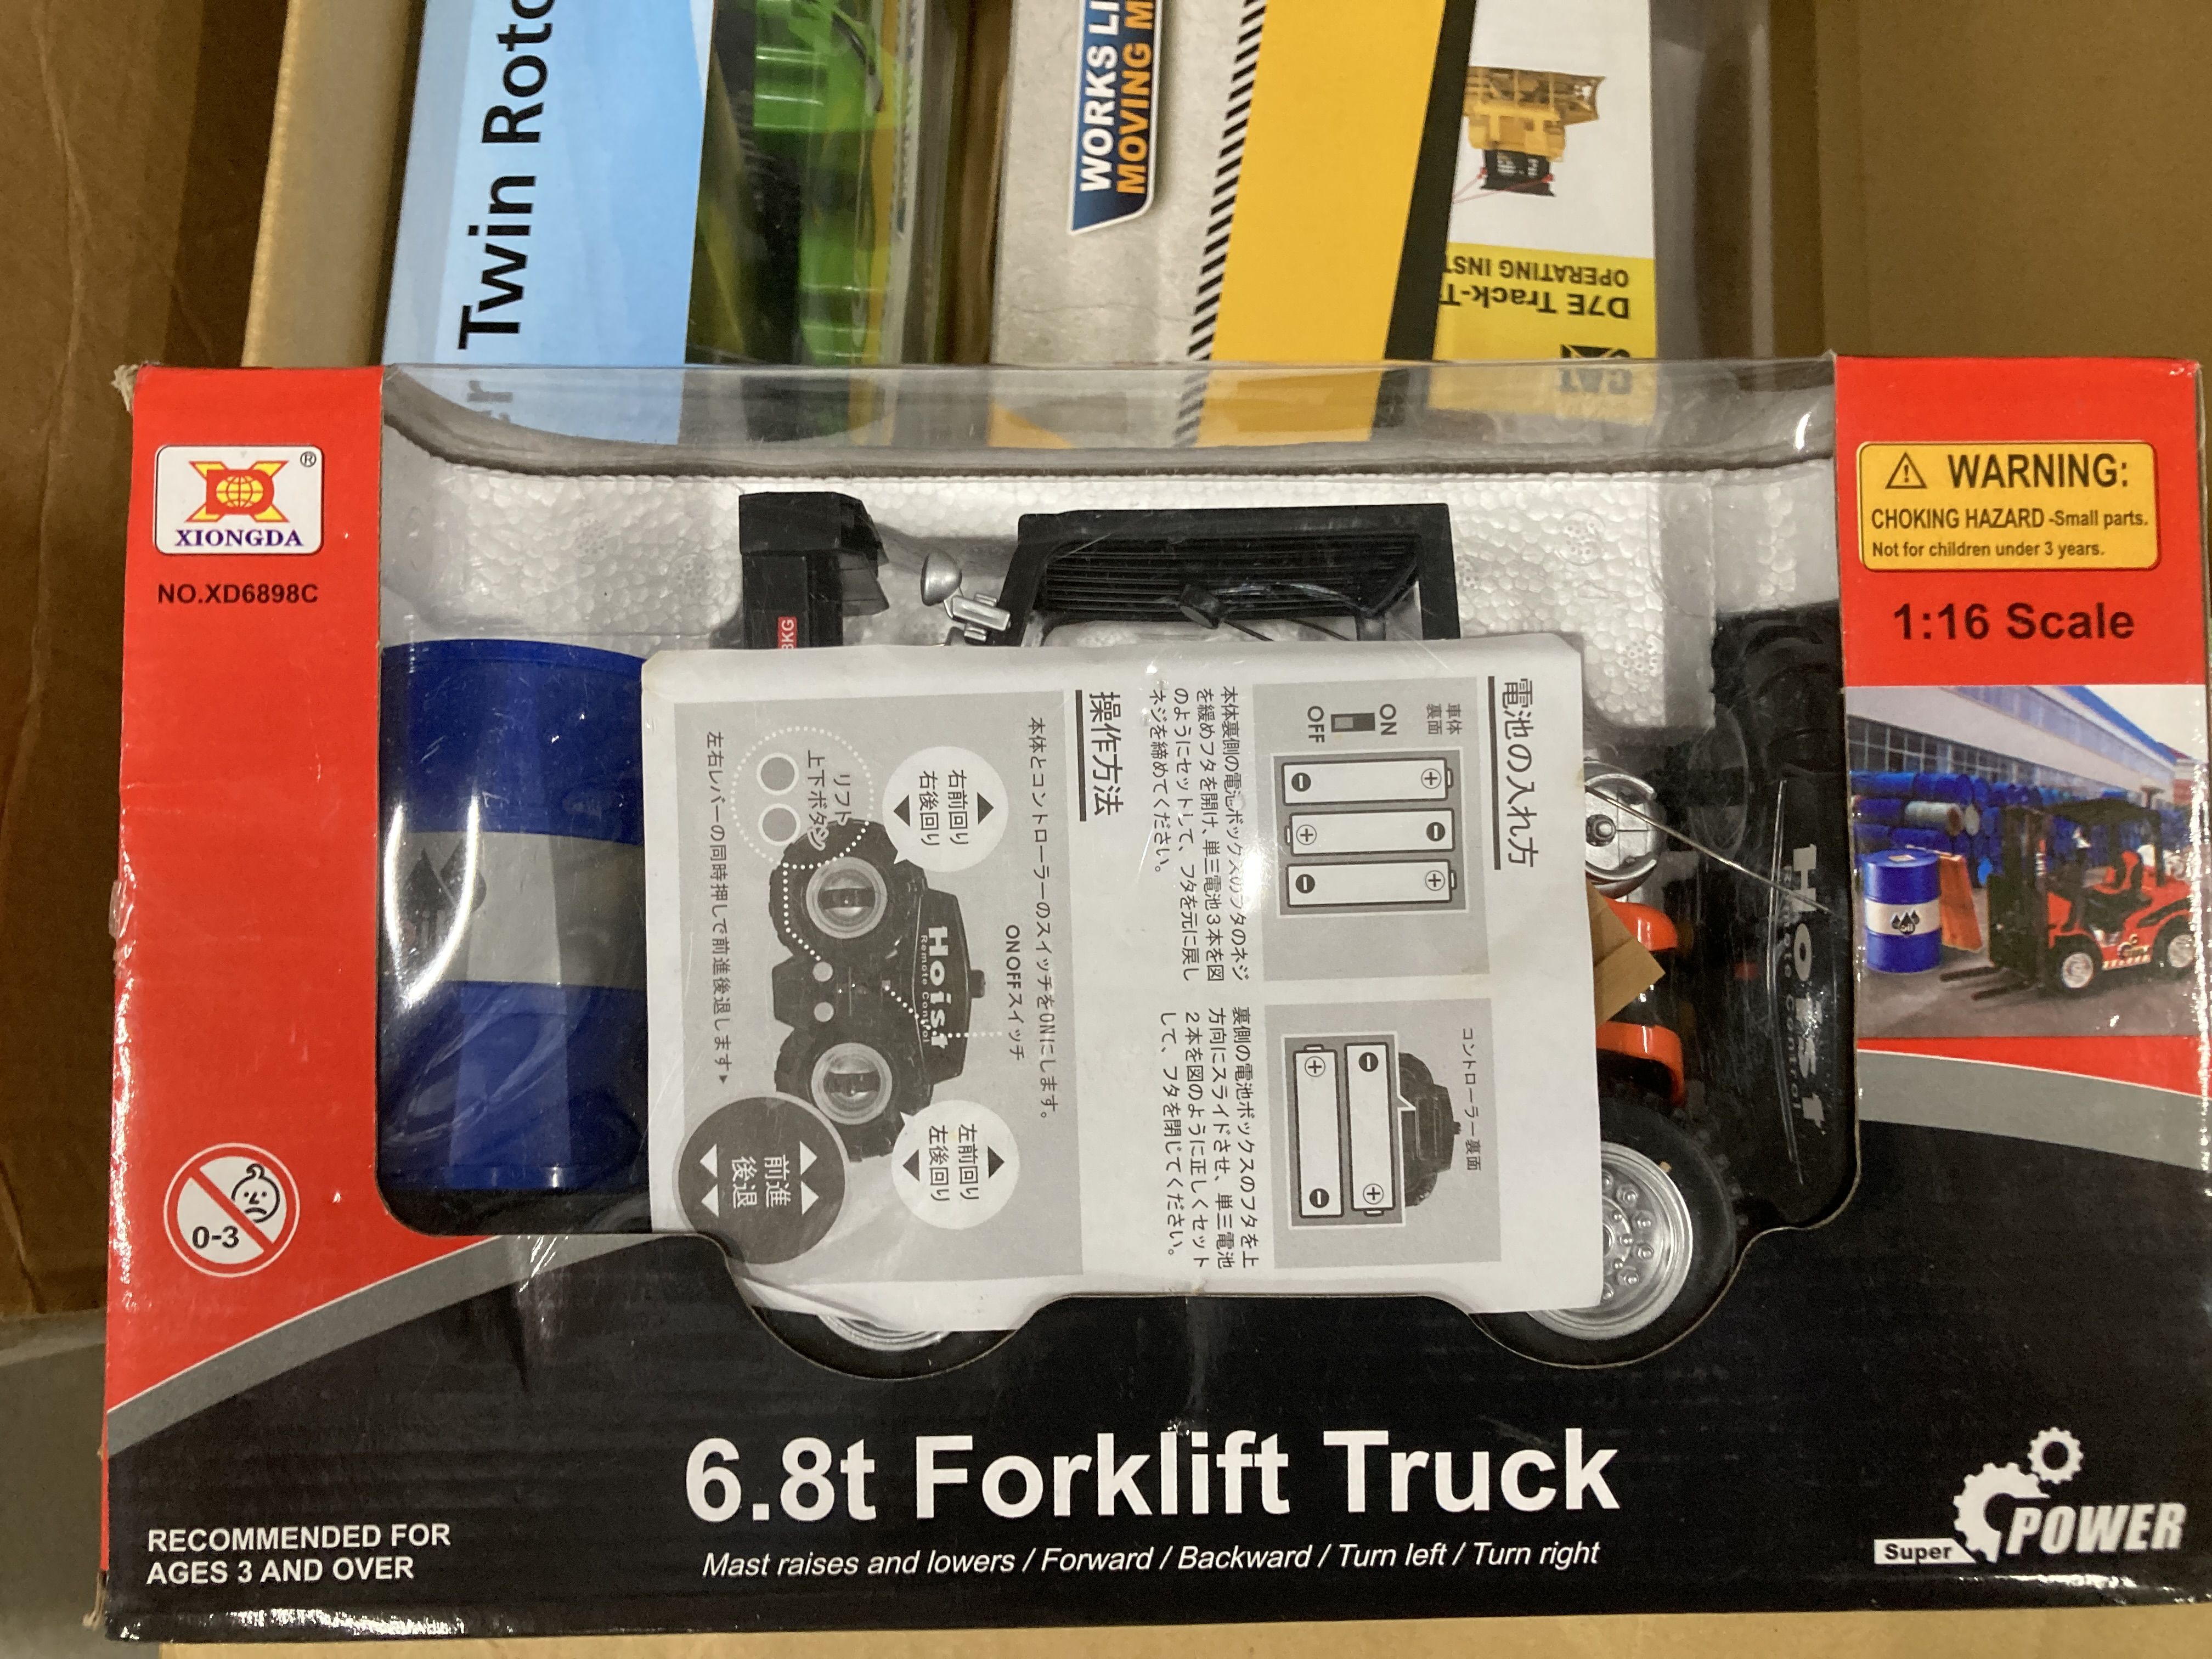 Twin Roto
WORKS LI
MOVING M
OPERATING INST
D7E Track-T
CAT
XIONGDA
®
NO.XD6898C
WARNING:
CHOKING HAZARD -Small parts.
Not for children under 3 years.
1:16 Scale
8KG
電池の入れ方
車体
裏面
ON
OFF
本体裏側の電池ボックスのフタのネジ
を緩めフタを開け、単三電池3本を図
のようにセットして、フタを元に戻し
ネジを締めてください。
コントローラー裏面
裏側の電池ボックスのフタを上
方向にスライドさせ、単三電池
2本を図のように正しくセット
して、フタを閉じてください。
操作方法
本体とコントローラーのスイッチをONにします。
ONOFFスイッチ
右前回り
右後回り
左前回り
左後回り
リフト
上下ボタン
Hoist
Remote Control
前進
後退
左右レバーの同時押しで前進後退します▶
Hoist
Remote Control
0-3
6.8t Forklift Truck
Mast raises and lowers / Forward / Backward / Turn left / Turn right
RECOMMENDED FOR
AGES 3 AND OVER
Super POWER